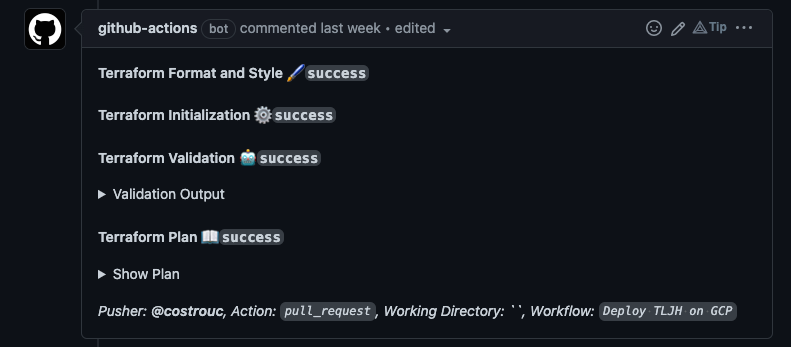 github-actions bot commented last week • edited Tip
Terraform Format and Style 🖌️ success
Terraform Initialization ⚙️ success
Terraform Validation 🤖 success
Validation Output
Terraform Plan 📖 success
Show Plan
Pusher: @costrouc, Action: pull_request, Working Directory: ``, Workflow: Deploy TLJH on GCP